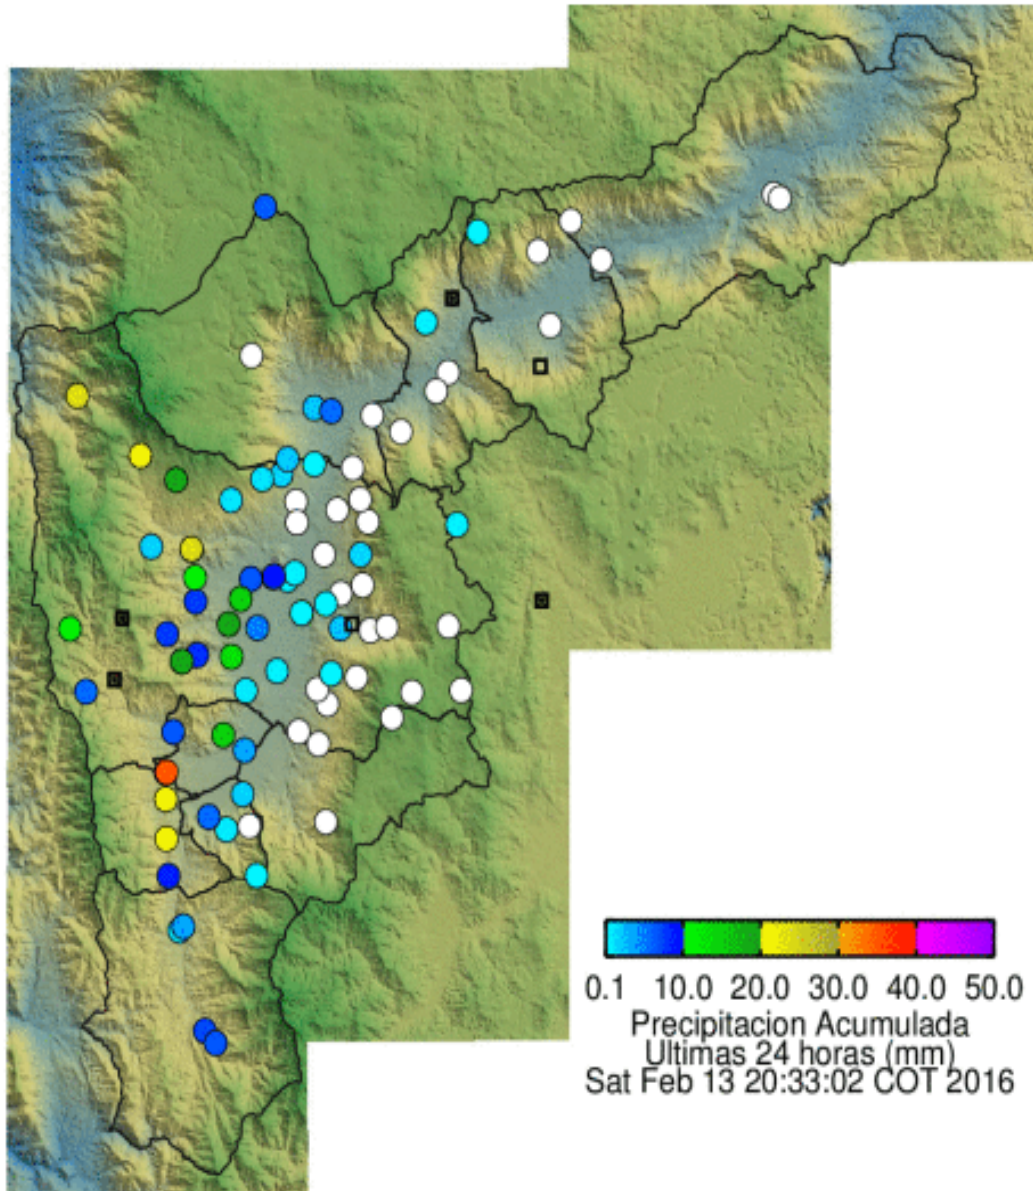 0.1 10.0 20.0 30.0 40.0 50.0
Precipitacion Acumulada
Ultimas 24 horas (mm)
Sat Feb 13 20:33:02 COT 2016